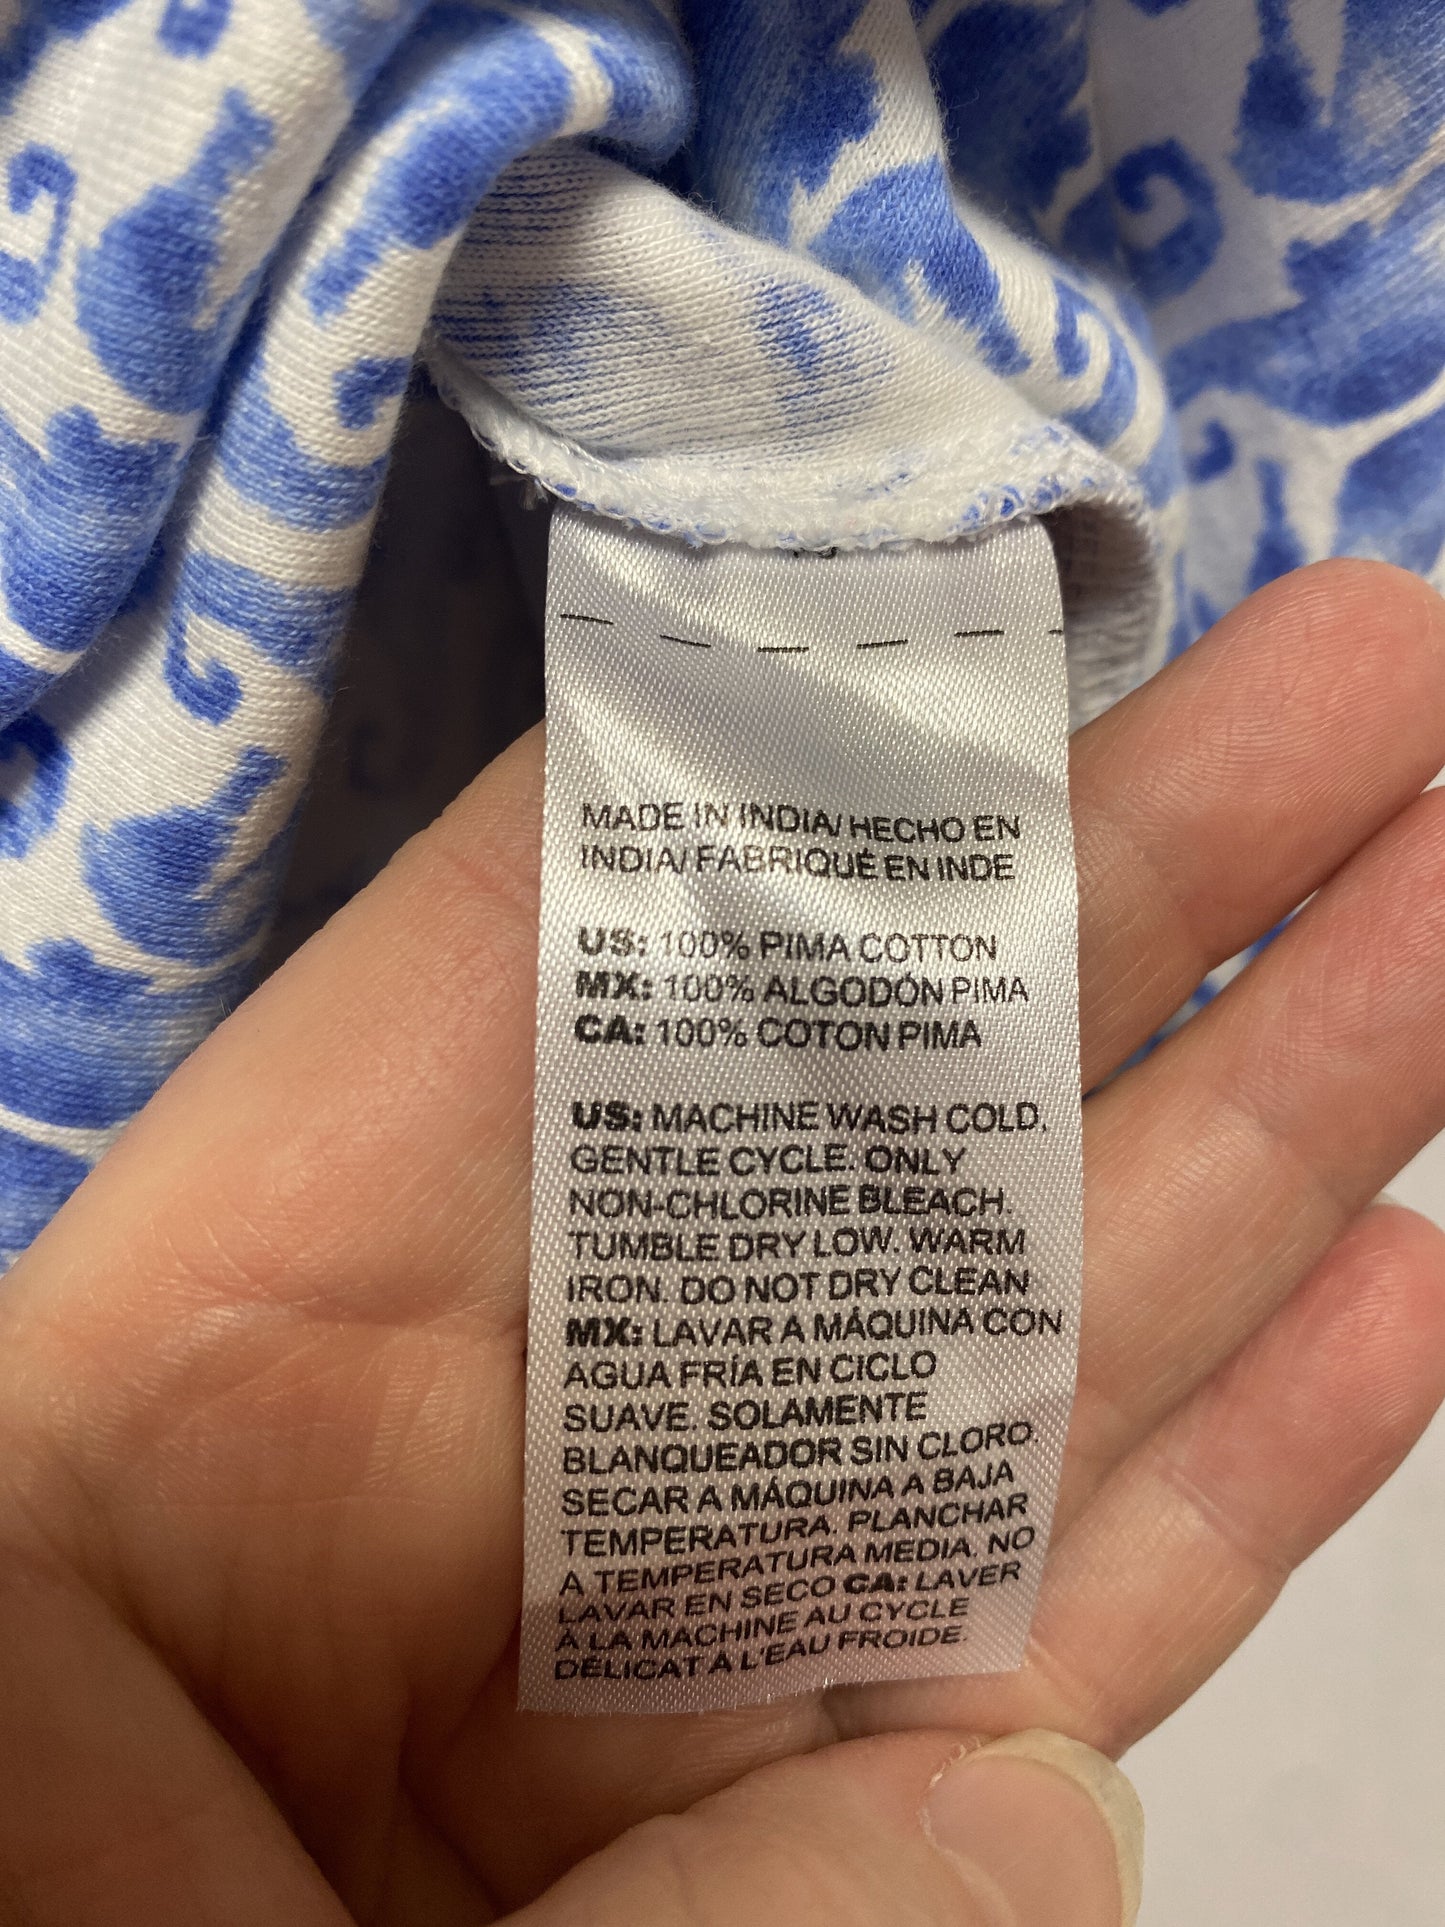 MADE IN INDIA/ HECHO EN
INDIA/ FABRIQUÉ EN INDE
US: 100% PIMA COTTON
MX: 100% ALGODÓN PIMA
CA: 100% COTON PIMA
US: MACHINE WASH COLD,
GENTLE CYCLE. ONLY
NON-CHLORINE BLEACH.
TUMBLE DRY LOW. WARM
IRON. DO NOT DRY CLEAN
MX: LAVAR A MÁQUINA CON
AGUA FRÍA EN CICLO
SUAVE. SOLAMENTE
BLANQUEADOR SIN CLORO.
SECAR A MÁQUINA A BAJA
TEMPERATURA. PLANCHAR
A TEMPERATURA MEDIA. NO
LAVAR EN SECO CA: LAVER
À LA MACHINE AU CYCLE
DÉLICAT À L'EAU FROIDE.